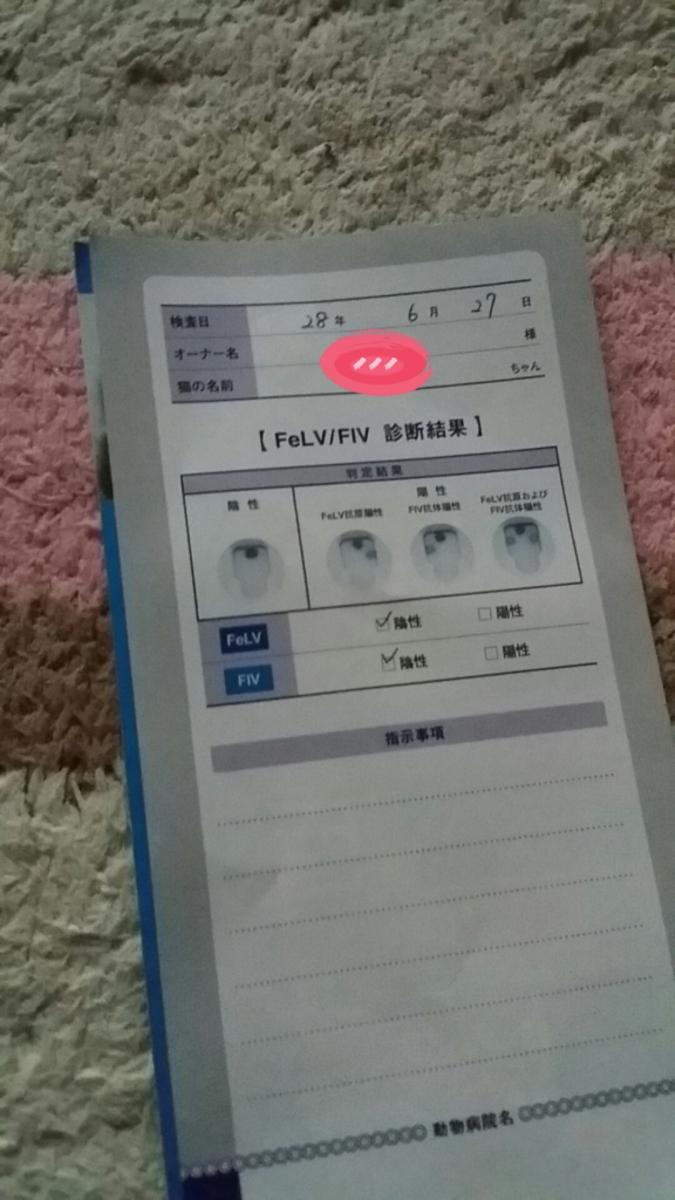 検査日 28年 6月 27日
オーナー名 様
猫の名前 ちゃん
【 FeLV/FIV 診断結果 】
判定結果
陰 性
陽 性
FeLV抗原陽性
FIV抗体陽性
FeLV抗原および
FIV抗体陽性
FeLV ☑陰性 □陽性
FIV ☑陰性 □陽性
指示事項
動物病院名